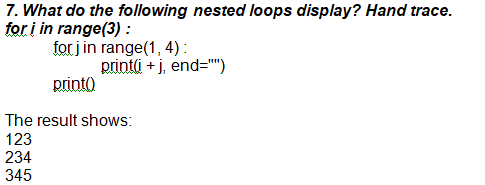 7. What do the following nested loops display? Hand trace.
for i in range(3) :
for j in range(1, 4) :
print(i + j, end="")
print()
The result shows:
123
234
345